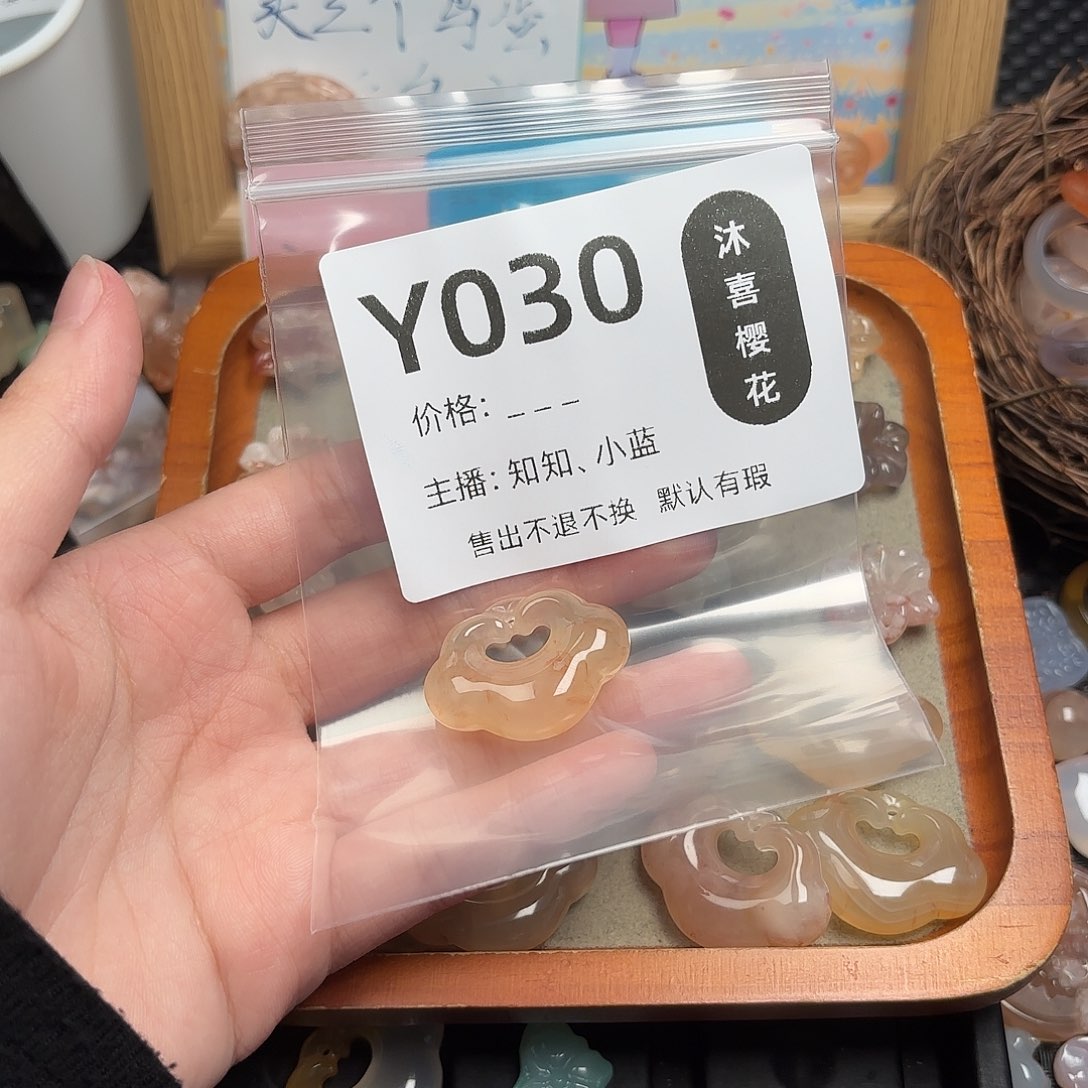 Y030
沐喜樱花
价格: _ _ _
主播: 知知、小蓝
售出不退不换 默认有瑕